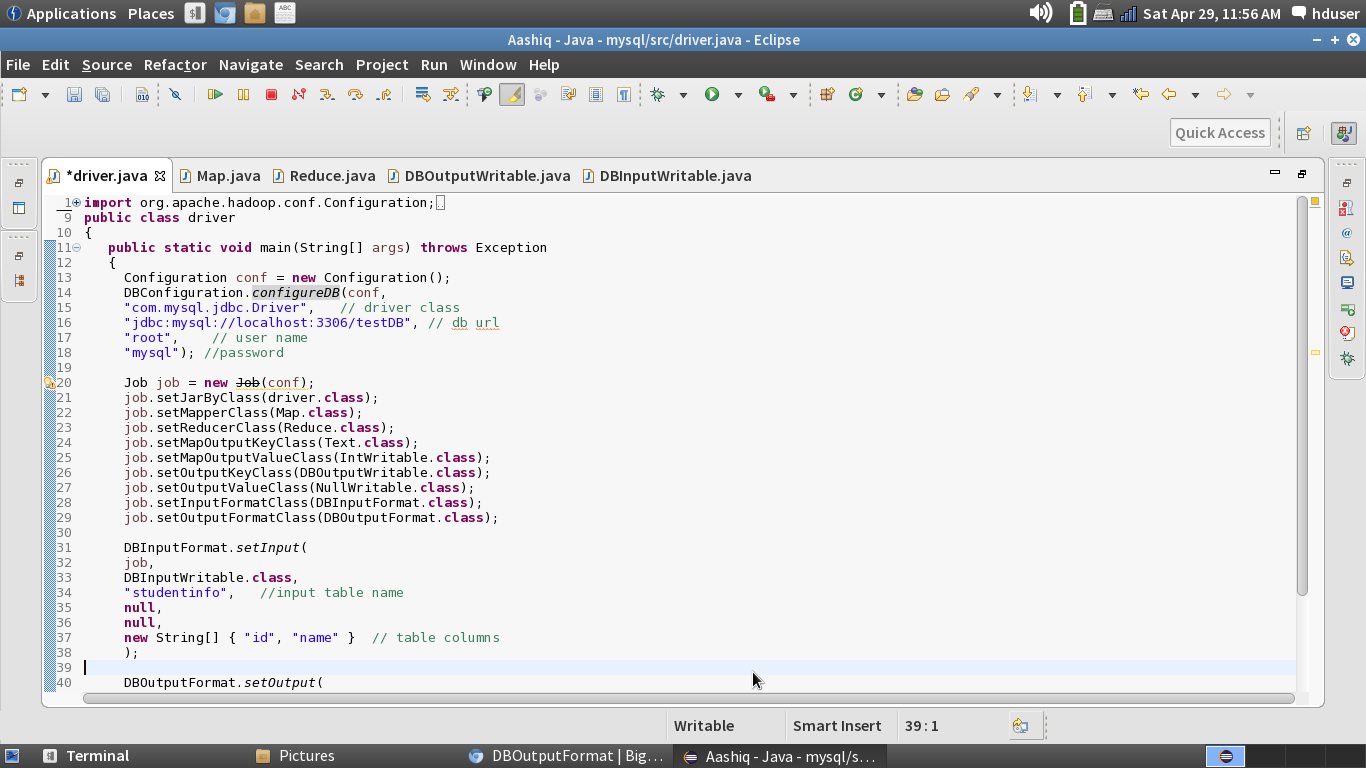 Applications Places ABC Sat Apr 29, 11:56 AM hduser
Aashiq - Java - mysql/src/driver.java - Eclipse
File Edit Source Refactor Navigate Search Project Run Window Help
010
Quick Access
*driver.java Map.java Reduce.java DBOutputWritable.java DBInputWritable.java
1 import org.apache.hadoop.conf.Configuration;
9 public class driver
10 {
11 public static void main(String[] args) throws Exception
12 {
13 Configuration conf = new Configuration();
14 DBConfiguration.configureDB(conf,
15 "com.mysql.jdbc.Driver", // driver class
16 "jdbc:mysql://localhost:3306/testDB", // db url
17 "root", // user name
18 "mysql"); //password
19
20 Job job = new Job(conf);
21 job.setJarByClass(driver.class);
22 job.setMapperClass(Map.class);
23 job.setReducerClass(Reduce.class);
24 job.setMapOutputKeyClass(Text.class);
25 job.setMapOutputValueClass(IntWritable.class);
26 job.setOutputKeyClass(DBOutputWritable.class);
27 job.setOutputValueClass(NullWritable.class);
28 job.setInputFormatClass(DBInputFormat.class);
29 job.setOutputFormatClass(DBOutputFormat.class);
30
31 DBInputFormat.setInput(
32 job,
33 DBInputWritable.class,
34 "studentinfo", //input table name
35 null,
36 null,
37 new String[] { "id", "name" } // table columns
38 );
39
40 DBOutputFormat.setOutput(
Writable Smart Insert 39 : 1
Terminal Pictures DBOutputFormat | Big... Aashiq - Java - mysql/s...